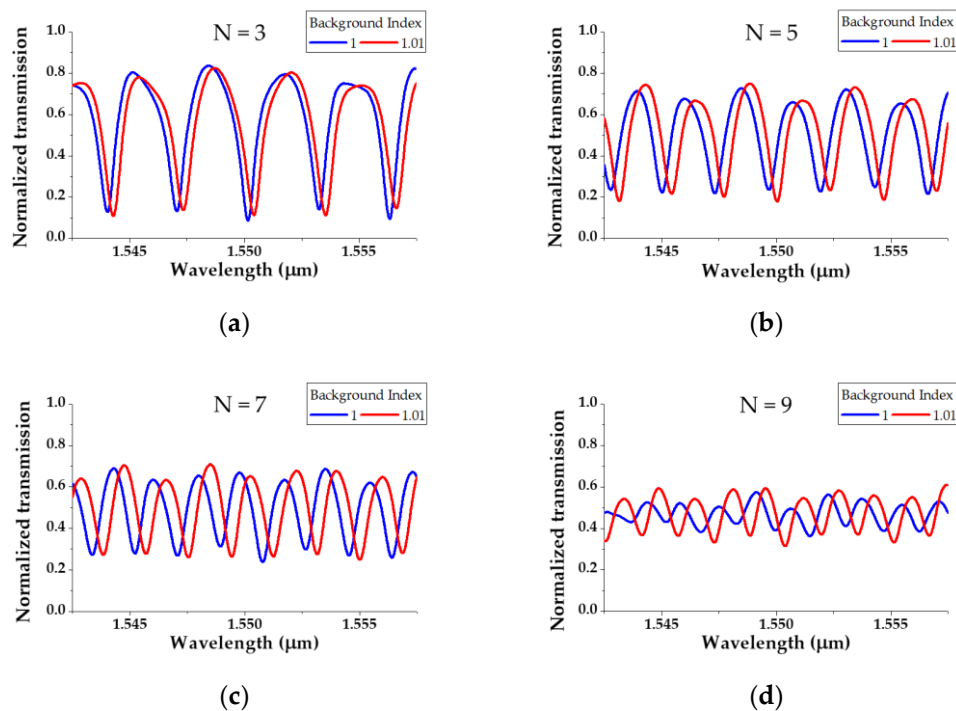 Background Index
1 1.01
N = 3
1.0
0.8
0.6
0.4
0.2
0.0
Normalized transmission
1.545 1.550 1.555
Wavelength (μm)
(a)
Background Index
1 1.01
N = 5
1.0
0.8
0.6
0.4
0.2
0.0
Normalized transmission
1.545 1.550 1.555
Wavelength (μm)
(b)
Background Index
1 1.01
N = 7
1.0
0.8
0.6
0.4
0.2
0.0
Normalized transmission
1.545 1.550 1.555
Wavelength (μm)
(c)
Background Index
1 1.01
N = 9
1.0
0.8
0.6
0.4
0.2
0.0
Normalized transmission
1.545 1.550 1.555
Wavelength (μm)
(d)